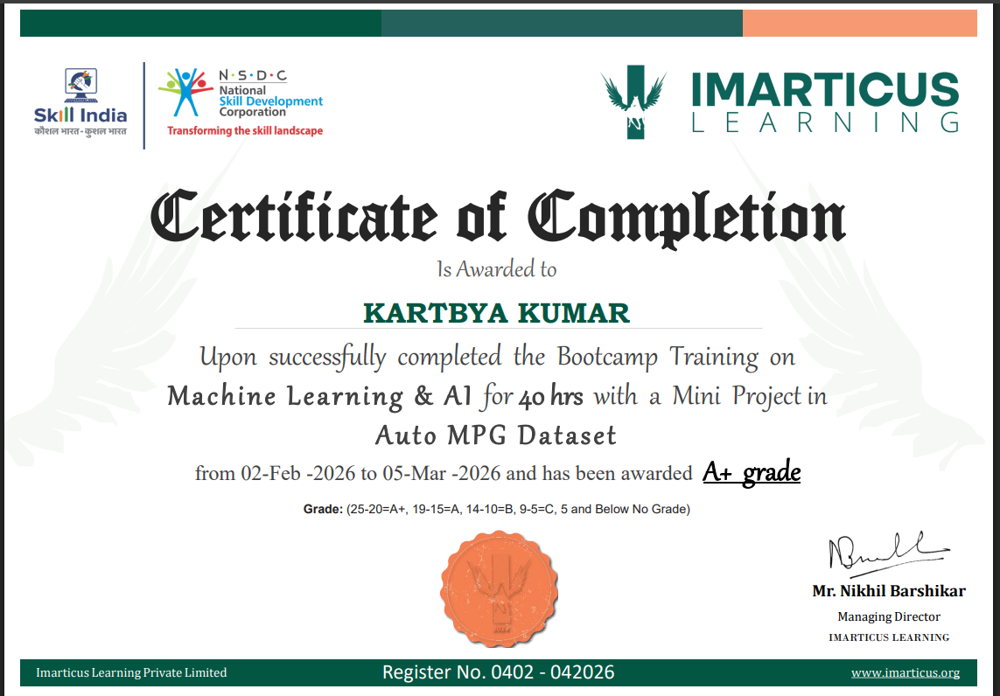 Skill India
कौशल भारत - कुशल भारत
N·S·D·C
National
Skill Development
Corporation
Transforming the skill landscape
IMARTICUS
LEARNING
Certificate of Completion
Is Awarded to
KARTBYA KUMAR
Upon successfully completed the Bootcamp Training on
Machine Learning & AI for 40 hrs with a Mini Project in
Auto MPG Dataset
from 02-Feb -2026 to 05-Mar -2026 and has been awarded A+ grade
Grade: (25-20=A+, 19-15=A, 14-10=B, 9-5=C, 5 and Below No Grade)
Mr. Nikhil Barshikar
Managing Director
IMARTICUS LEARNING
Imarticus Learning Private Limited
Register No. 0402 - 042026
www.imarticus.org